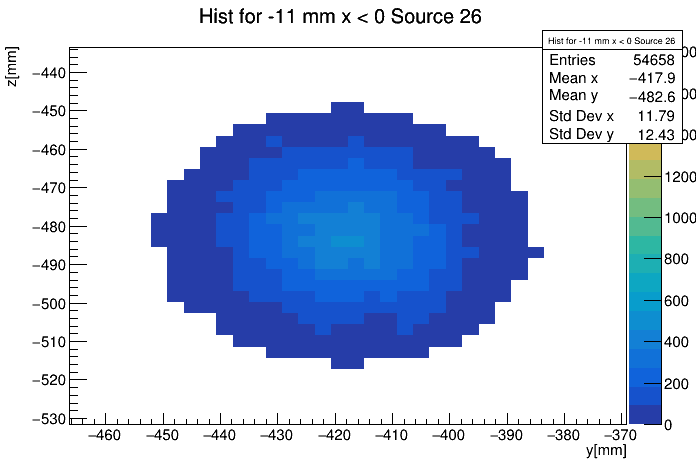 Hist for -11 mm x < 0 Source 26
z[mm]
Hist for -11 mm x < 0 Source 26
Entries 54658
Mean x −417.9
Mean y −482.6
Std Dev x 11.79
Std Dev y 12.43
−440
−450
−460
−470
−480
−490
−500
−510
−520
−530
−460 −450 −440 −430 −420 −410 −400 −390 −380 −370
y[mm]
1200
1000
800
600
400
200
0